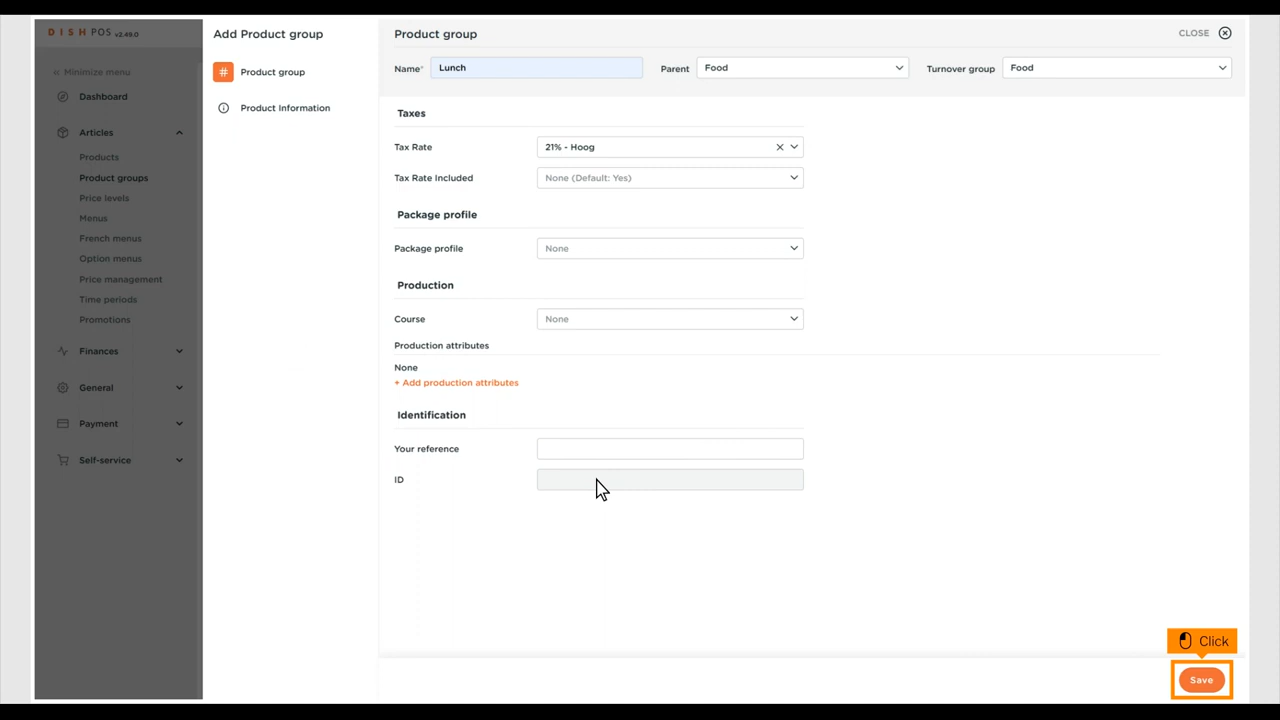 DISH POS v2.49.0
Minimize menu
Dashboard
Articles
Products
Product groups
Price levels
Menus
French menus
Option menus
Price management
Time periods
Promotions
Finances
General
Payment
Self-service
Add Product group
Product group
Product Information
Product group
CLOSE
Name* Lunch Parent Food Turnover group Food
Taxes
Tax Rate 21% - Hoog
Tax Rate Included None (Default: Yes)
Package profile
Package profile None
Production
Course None
Production attributes
None
+ Add production attributes
Identification
Your reference
ID
Click
Save